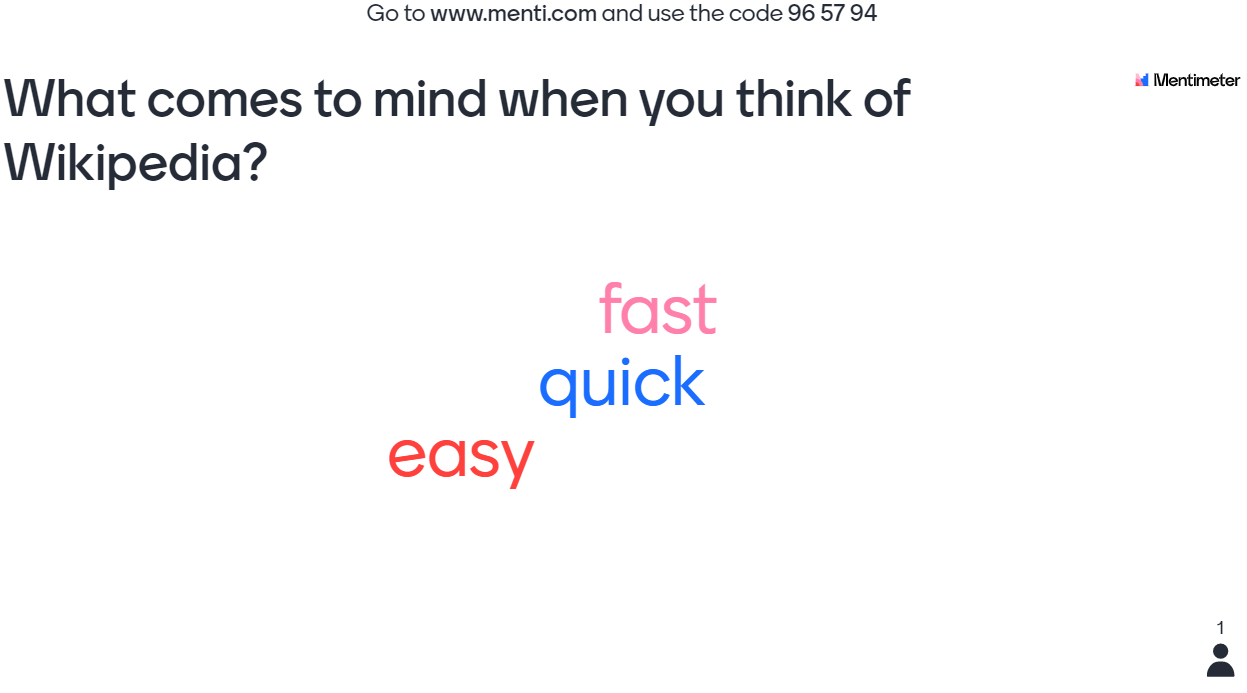 Go to www.menti.com and use the code 96 57 94
What comes to mind when you think of
Wikipedia?
Mentimeter
fast
quick
easy
1